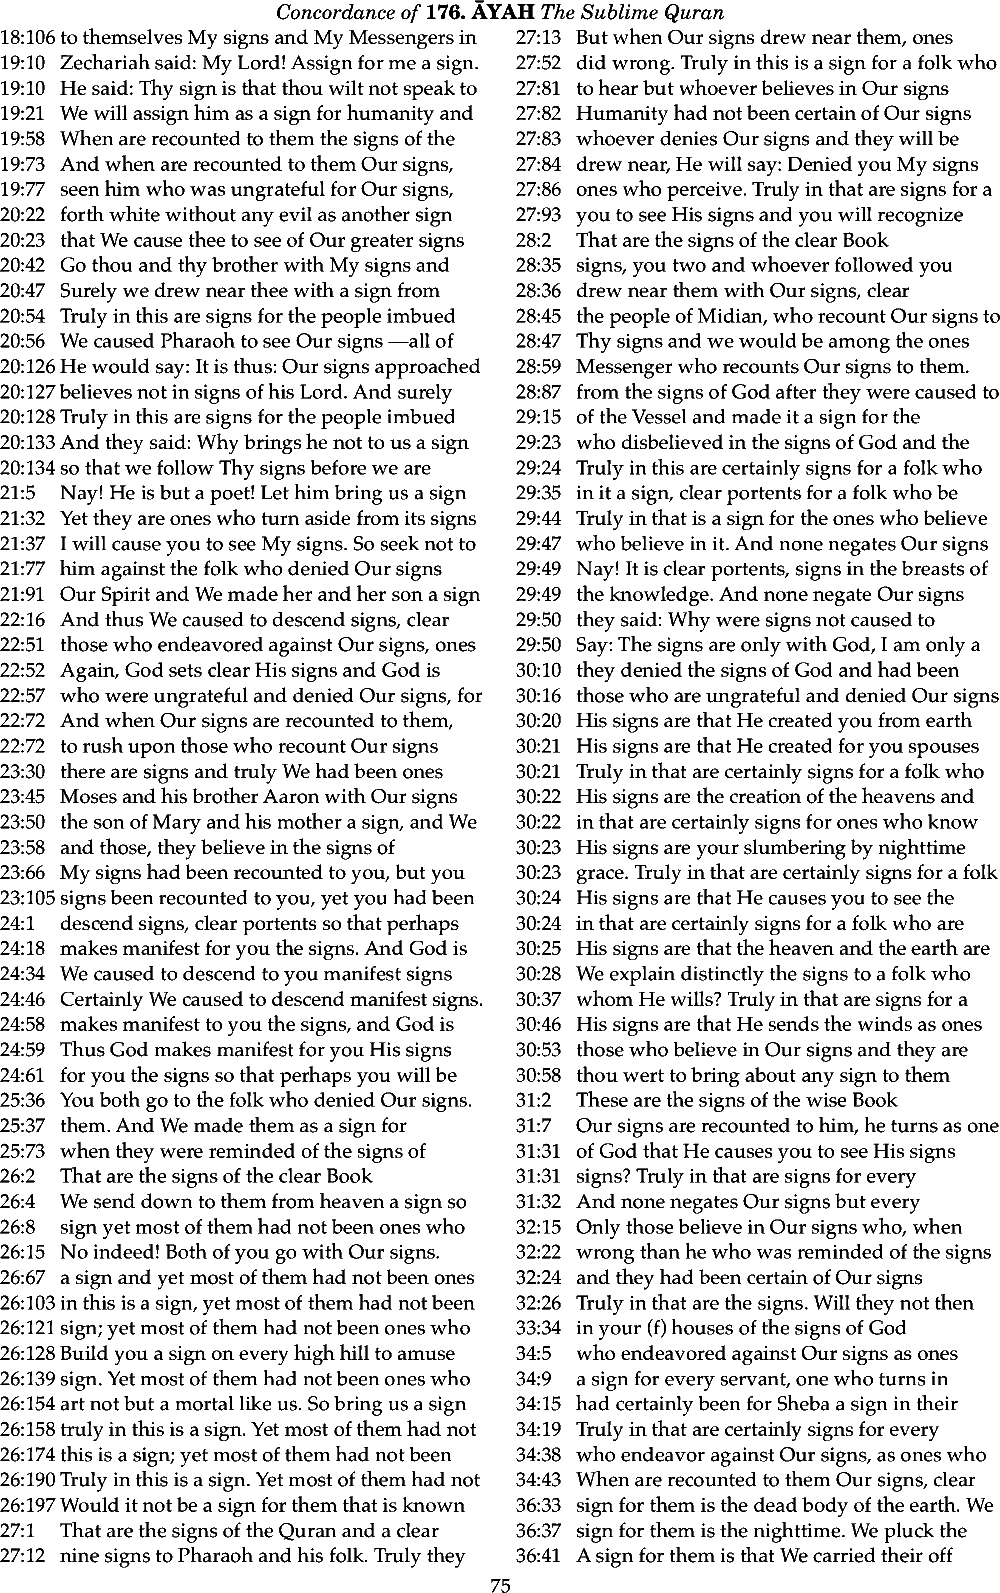 Concordance of 176. ĀYAH The Sublime Quran
18:106 to themselves My signs and My Messengers in
19:10 Zechariah said: My Lord! Assign for me a sign.
19:10 He said: Thy sign is that thou wilt not speak to
19:21 We will assign him as a sign for humanity and
19:58 When are recounted to them the signs of the
19:73 And when are recounted to them Our signs,
19:77 seen him who was ungrateful for Our signs,
20:22 forth white without any evil as another sign
20:23 that We cause thee to see of Our greater signs
20:42 Go thou and thy brother with My signs and
20:47 Surely we drew near thee with a sign from
20:54 Truly in this are signs for the people imbued
20:56 We caused Pharaoh to see Our signs —all of
20:126 He would say: It is thus: Our signs approached
20:127 believes not in signs of his Lord. And surely
20:128 Truly in this are signs for the people imbued
20:133 And they said: Why brings he not to us a sign
20:134 so that we follow Thy signs before we are
21:5 Nay! He is but a poet! Let him bring us a sign
21:32 Yet they are ones who turn aside from its signs
21:37 I will cause you to see My signs. So seek not to
21:77 him against the folk who denied Our signs
21:91 Our Spirit and We made her and her son a sign
22:16 And thus We caused to descend signs, clear
22:51 those who endeavored against Our signs, ones
22:52 Again, God sets clear His signs and God is
22:57 who were ungrateful and denied Our signs, for
22:72 And when Our signs are recounted to them,
22:72 to rush upon those who recount Our signs
23:30 there are signs and truly We had been ones
23:45 Moses and his brother Aaron with Our signs
23:50 the son of Mary and his mother a sign, and We
23:58 and those, they believe in the signs of
23:66 My signs had been recounted to you, but you
23:105 signs been recounted to you, yet you had been
24:1 descend signs, clear portents so that perhaps
24:18 makes manifest for you the signs. And God is
24:34 We caused to descend to you manifest signs
24:46 Certainly We caused to descend manifest signs.
24:58 makes manifest to you the signs, and God is
24:59 Thus God makes manifest for you His signs
24:61 for you the signs so that perhaps you will be
25:36 You both go to the folk who denied Our signs.
25:37 them. And We made them as a sign for
25:73 when they were reminded of the signs of
26:2 That are the signs of the clear Book
26:4 We send down to them from heaven a sign so
26:8 sign yet most of them had not been ones who
26:15 No indeed! Both of you go with Our signs.
26:67 a sign and yet most of them had not been ones
26:103 in this is a sign, yet most of them had not been
26:121 sign; yet most of them had not been ones who
26:128 Build you a sign on every high hill to amuse
26:139 sign. Yet most of them had not been ones who
26:154 art not but a mortal like us. So bring us a sign
26:158 truly in this is a sign. Yet most of them had not
26:174 this is a sign; yet most of them had not been
26:190 Truly in this is a sign. Yet most of them had not
26:197 Would it not be a sign for them that is known
27:1 That are the signs of the Quran and a clear
27:12 nine signs to Pharaoh and his folk. Truly they
27:13 But when Our signs drew near them, ones
27:52 did wrong. Truly in this is a sign for a folk who
27:81 to hear but whoever believes in Our signs
27:82 Humanity had not been certain of Our signs
27:83 whoever denies Our signs and they will be
27:84 drew near, He will say: Denied you My signs
27:86 ones who perceive. Truly in that are signs for a
27:93 you to see His signs and you will recognize
28:2 That are the signs of the clear Book
28:35 signs, you two and whoever followed you
28:36 drew near them with Our signs, clear
28:45 the people of Midian, who recount Our signs to
28:47 Thy signs and we would be among the ones
28:59 Messenger who recounts Our signs to them.
28:87 from the signs of God after they were caused to
29:15 of the Vessel and made it a sign for the
29:23 who disbelieved in the signs of God and the
29:24 Truly in this are certainly signs for a folk who
29:35 in it a sign, clear portents for a folk who be
29:44 Truly in that is a sign for the ones who believe
29:47 who believe in it. And none negates Our signs
29:49 Nay! It is clear portents, signs in the breasts of
29:49 the knowledge. And none negate Our signs
29:50 they said: Why were signs not caused to
29:50 Say: The signs are only with God, I am only a
30:10 they denied the signs of God and had been
30:16 those who are ungrateful and denied Our signs
30:20 His signs are that He created you from earth
30:21 His signs are that He created for you spouses
30:21 Truly in that are certainly signs for a folk who
30:22 His signs are the creation of the heavens and
30:22 in that are certainly signs for ones who know
30:23 His signs are your slumbering by nighttime
30:23 grace. Truly in that are certainly signs for a folk
30:24 His signs are that He causes you to see the
30:24 in that are certainly signs for a folk who are
30:25 His signs are that the heaven and the earth are
30:28 We explain distinctly the signs to a folk who
30:37 whom He wills? Truly in that are signs for a
30:46 His signs are that He sends the winds as ones
30:53 those who believe in Our signs and they are
30:58 thou wert to bring about any sign to them
31:2 These are the signs of the wise Book
31:7 Our signs are recounted to him, he turns as one
31:31 of God that He causes you to see His signs
31:31 signs? Truly in that are signs for every
31:32 And none negates Our signs but every
32:15 Only those believe in Our signs who, when
32:22 wrong than he who was reminded of the signs
32:24 and they had been certain of Our signs
32:26 Truly in that are the signs. Will they not then
33:34 in your (f) houses of the signs of God
34:5 who endeavored against Our signs as ones
34:9 a sign for every servant, one who turns in
34:15 had certainly been for Sheba a sign in their
34:19 Truly in that are certainly signs for every
34:38 who endeavor against Our signs, as ones who
34:43 When are recounted to them Our signs, clear
36:33 sign for them is the dead body of the earth. We
36:37 sign for them is the nighttime. We pluck the
36:41 A sign for them is that We carried their off
75